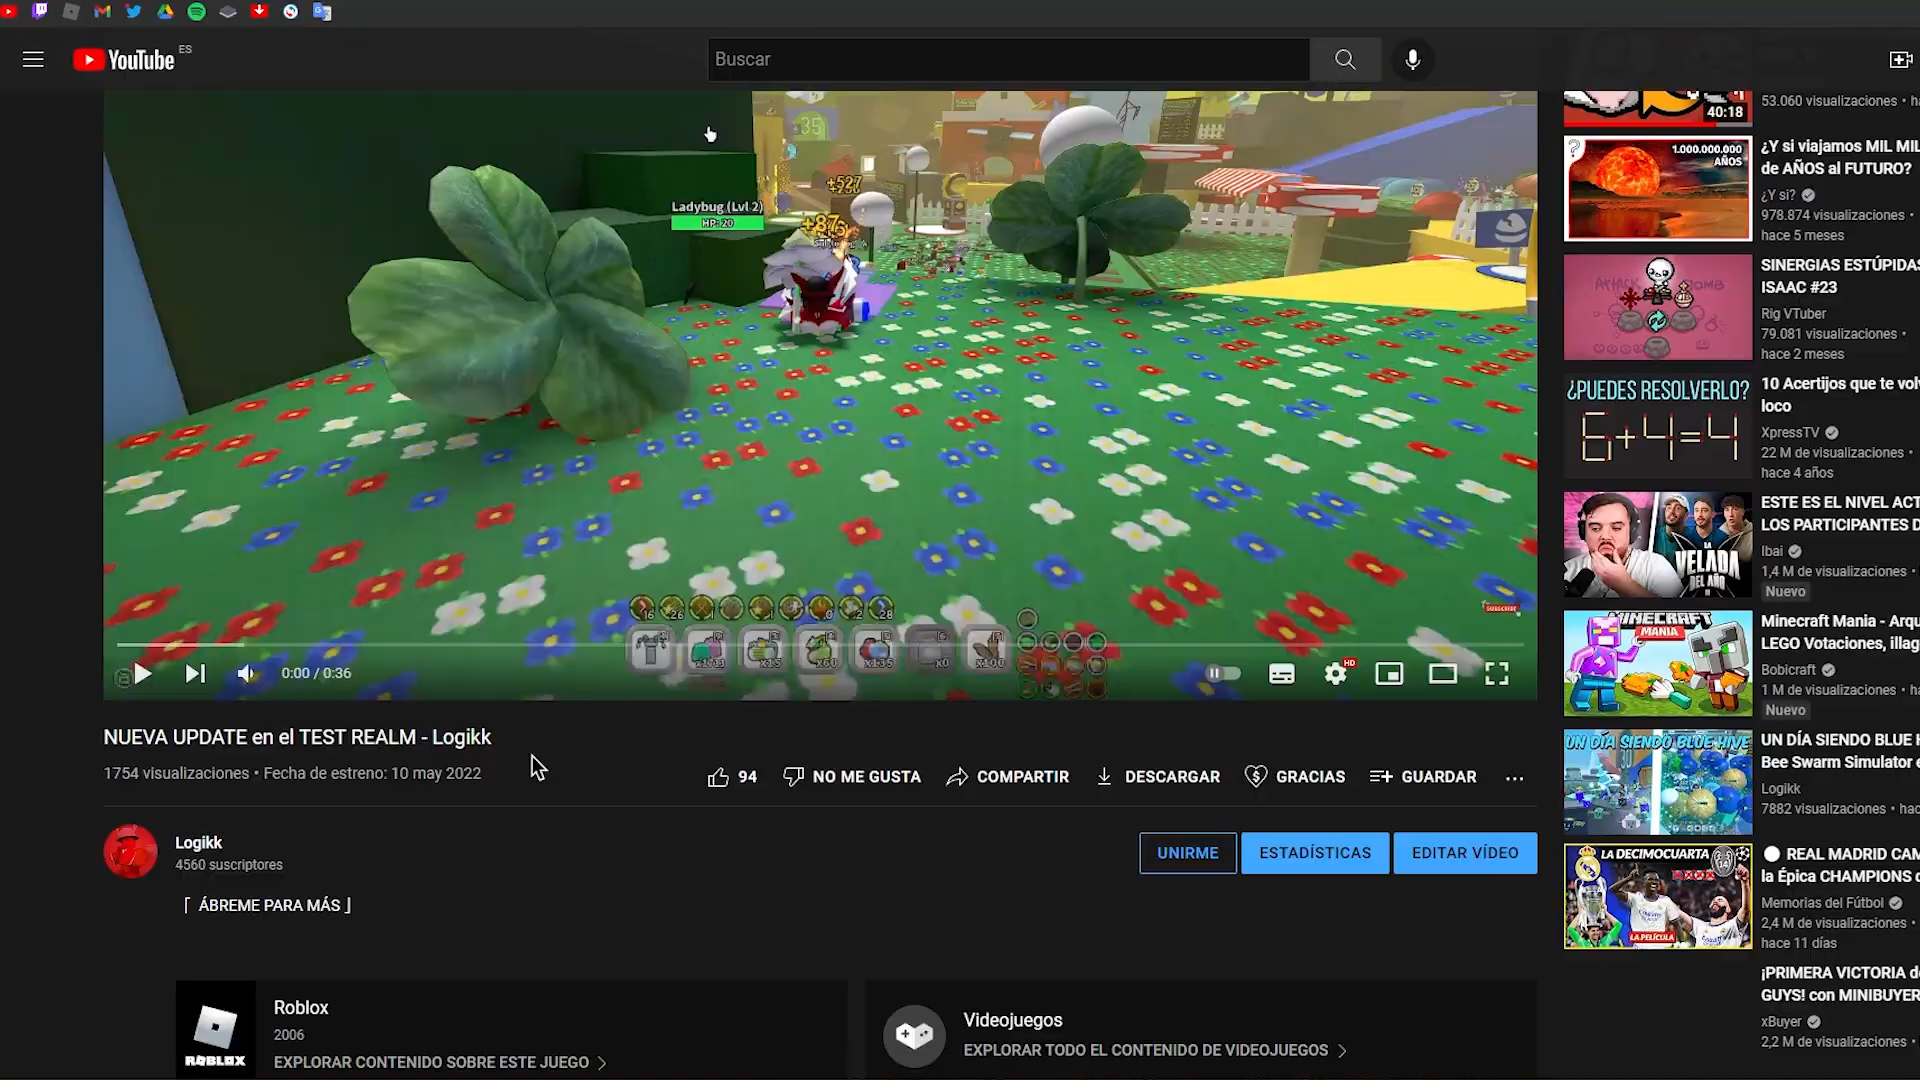 YouTube ES
Buscar
35
Ladybug (Lvl 2)
HP: 20
+527
+87
0:00 / 0:36
HD
SUBSCRIBE
NUEVA UPDATE en el TEST REALM - Logikk
1754 visualizaciones • Fecha de estreno: 10 may 2022
94
NO ME GUSTA
COMPARTIR
DESCARGAR
GRACIAS
GUARDAR
Logikk
4560 suscriptores
UNIRME
ESTADÍSTICAS
EDITAR VÍDEO
⌈ ÁBREME PARA MÁS ⌋
ROBLOX
Roblox
2006
EXPLORAR CONTENIDO SOBRE ESTE JUEGO
Videojuegos
EXPLORAR TODO EL CONTENIDO DE VIDEOJUEGOS
40:18
53.060 visualizaciones • ha
1.000.000.000
AÑOS
¿Y si viajamos MIL MIL
de AÑOS al FUTURO?
¿Y si?
978.874 visualizaciones •
hace 5 meses
SINERGIAS ESTÚPIDAS
ISAAC #23
Rig VTuber
79.081 visualizaciones •
hace 2 meses
¿PUEDES RESOLVERLO?
6+4=4
10 Acertijos que te volv
loco
XpressTV
22 M de visualizaciones •
hace 4 años
LA
VELADA
DEL AÑO
ESTE ES EL NIVEL ACT
LOS PARTICIPANTES D
Ibai
1,4 M de visualizaciones •
Nuevo
MINECRAFT
MANIA
Minecraft Mania - Arqu
LEGO Votaciones, illag
Bobicraft
1 M de visualizaciones • ha
Nuevo
UN DÍA SIENDO BLUE HIVE
UN DÍA SIENDO BLUE H
Bee Swarm Simulator e
Logikk
7882 visualizaciones • hac
LA DECIMOCUARTA
14
LA PELÍCULA
REAL MADRID CAM
la Épica CHAMPIONS d
Memorias del Fútbol
2,4 M de visualizaciones •
hace 11 días
¡PRIMERA VICTORIA de
GUYS! con MINIBUYER
xBuyer
2,2 M de visualizaciones •